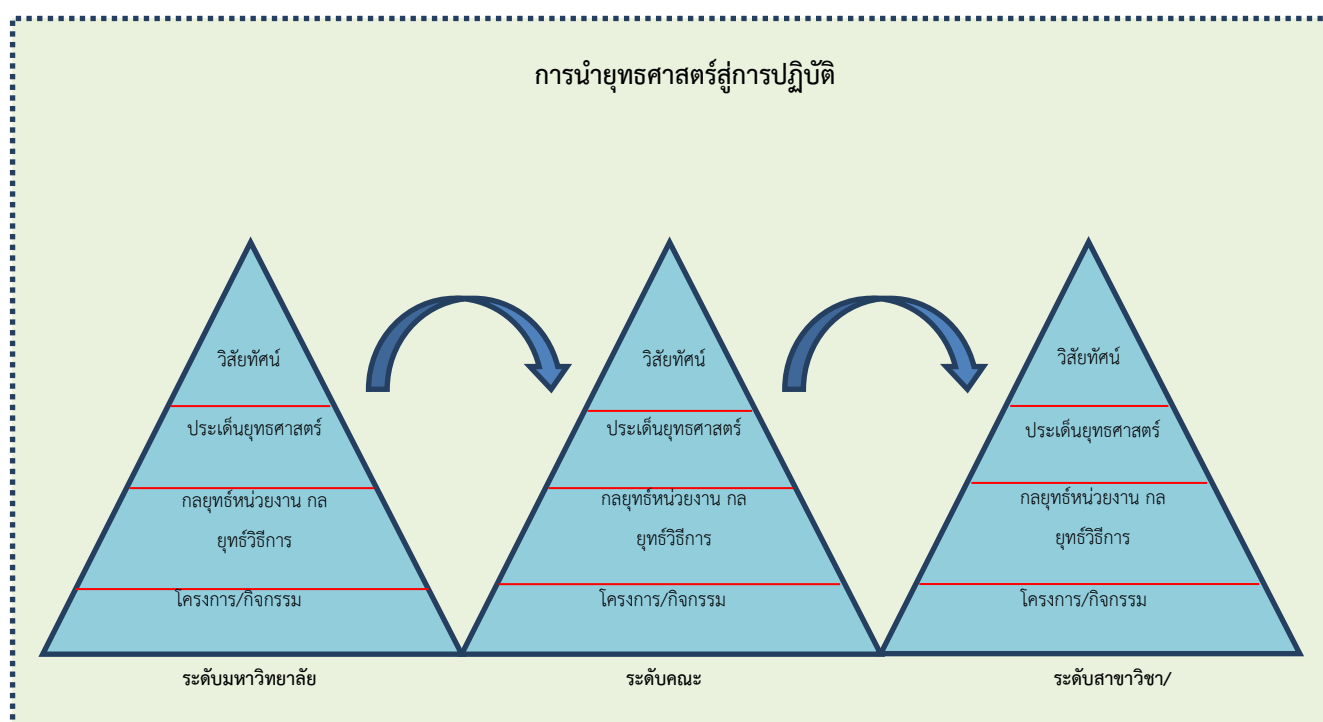 การนำยุทธศาสตร์สู่การปฏิบัติ
วิสัยทัศน์
ประเด็นยุทธศาสตร์
กลยุทธ์หน่วยงาน กล
ยุทธ์วิธีการ
โครงการ/กิจกรรม
ระดับมหาวิทยาลัย
วิสัยทัศน์
ประเด็นยุทธศาสตร์
กลยุทธ์หน่วยงาน กล
ยุทธ์วิธีการ
โครงการ/กิจกรรม
ระดับคณะ
วิสัยทัศน์
ประเด็นยุทธศาสตร์
กลยุทธ์หน่วยงาน กล
ยุทธ์วิธีการ
โครงการ/กิจกรรม
ระดับสาขาวิชา/